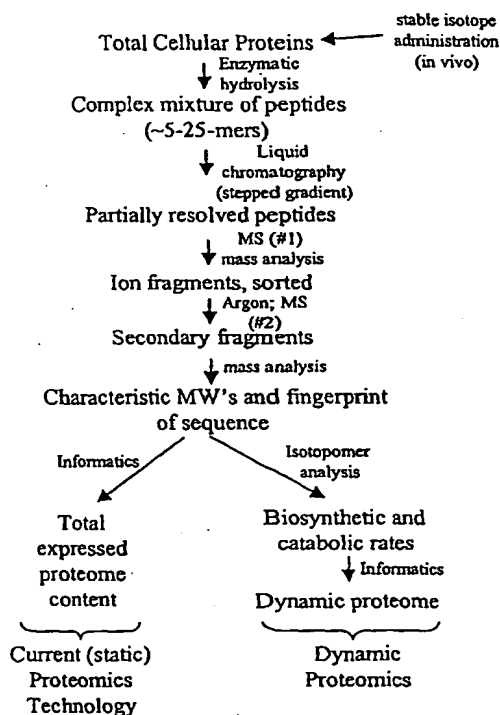 stable isotope
administration
(in vivo)
Total Cellular Proteins
Enzymatic
hydrolysis
Complex mixture of peptides
(~5-25-mers)
Liquid
chromatography
(stepped gradient)
Partially resolved peptides
MS (#1)
mass analysis
Ion fragments, sorted
Argon; MS
(#2)
Secondary fragments
mass analysis
Characteristic MW's and fingerprint
of sequence
Informatics
Isotopomer
analysis
Total
expressed
proteome
content
Biosynthetic and
catabolic rates
Informatics
Dynamic proteome
Current (static)
Proteomics
Technology
Dynamic
Proteomics